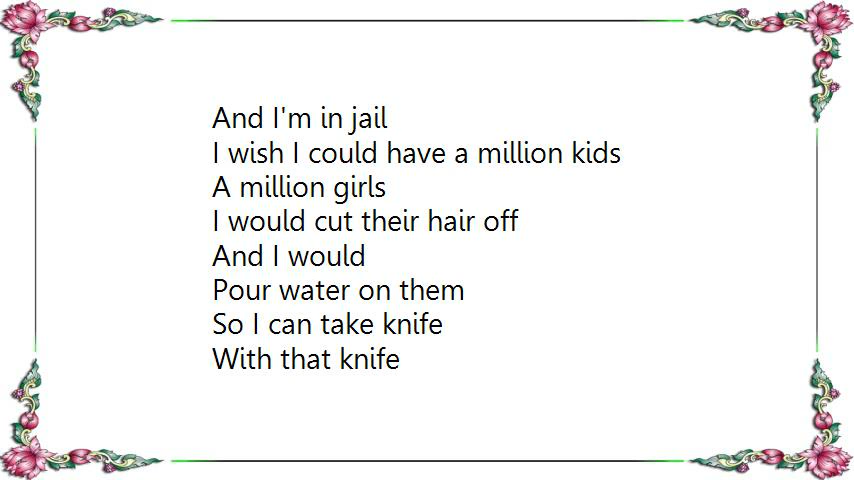 And I'm in jail
I wish I could have a million kids
A million girls
I would cut their hair off
And I would
Pour water on them
So I can take knife
With that knife